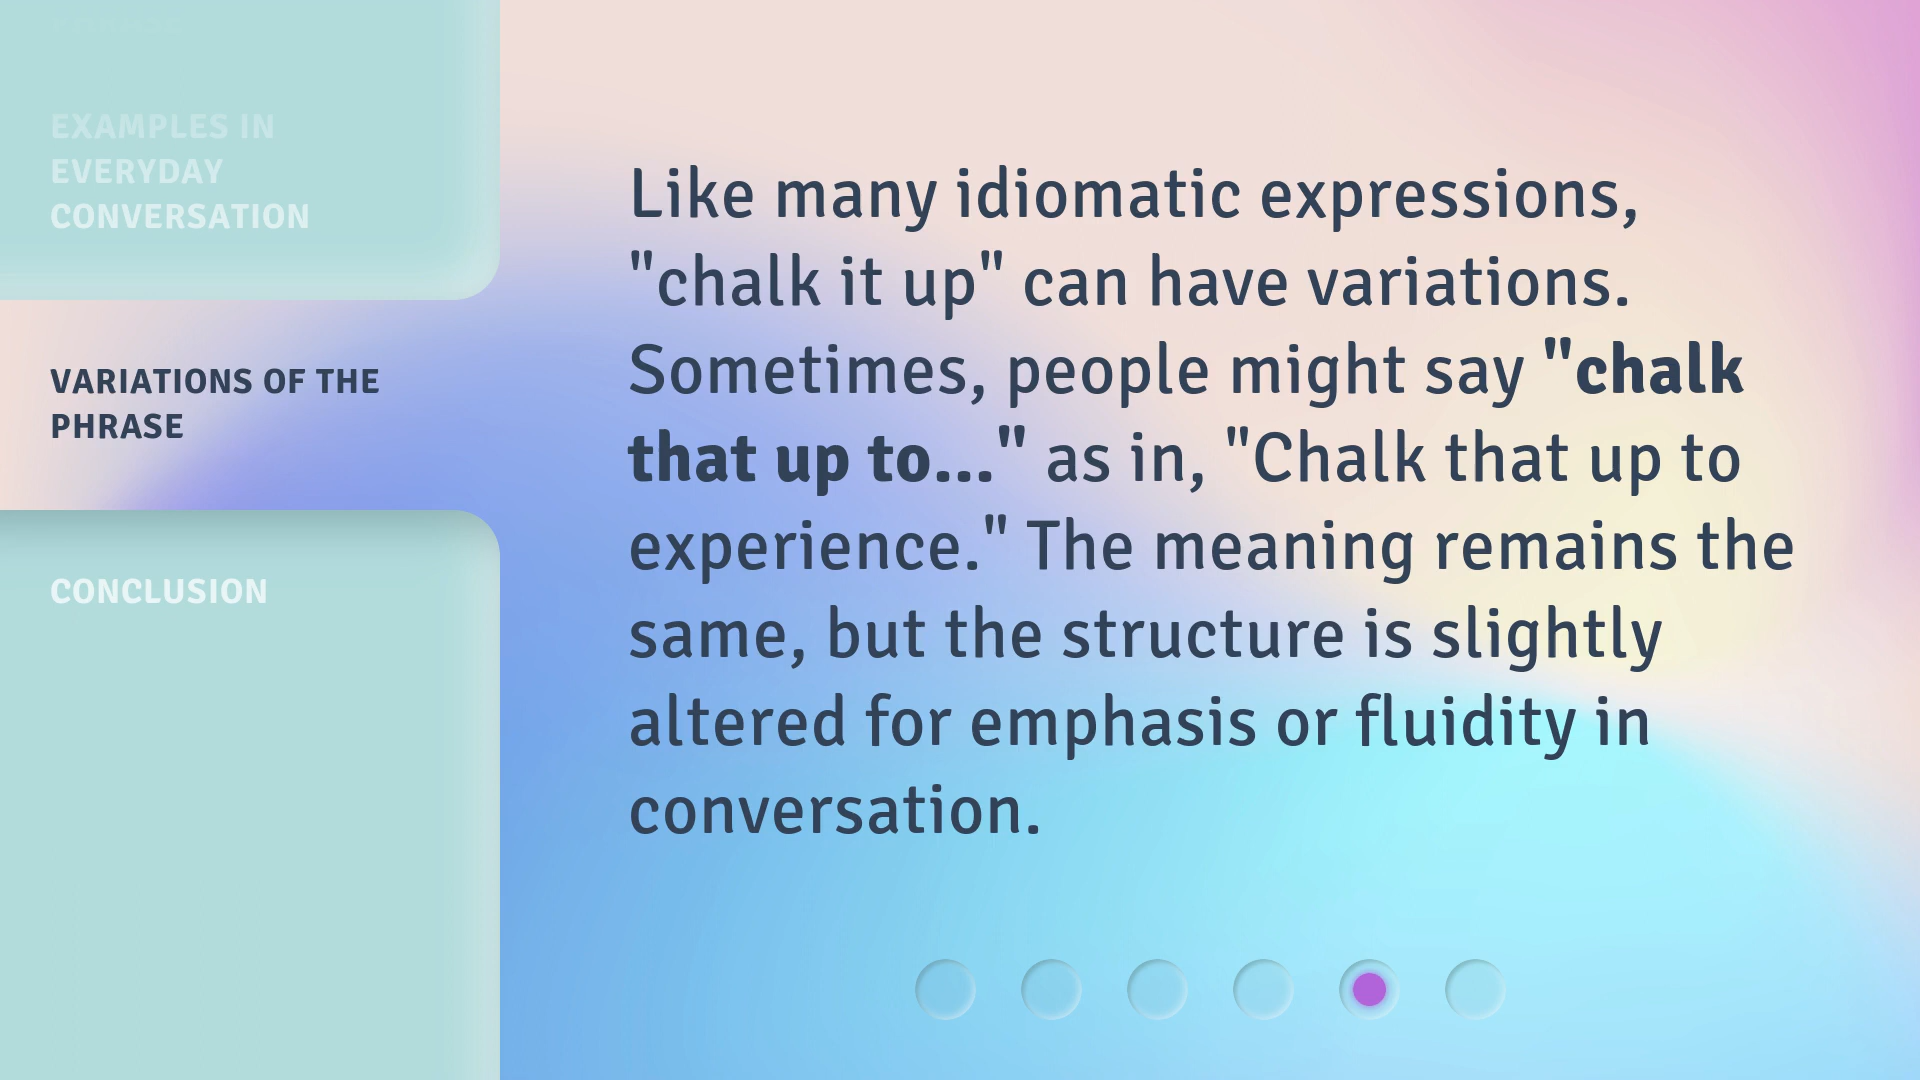 PHRASE
EXAMPLES IN
EVERYDAY
CONVERSATION
VARIATIONS OF THE
PHRASE
CONCLUSION
Like many idiomatic expressions,
"chalk it up" can have variations.
Sometimes, people might say "chalk
that up to..." as in, "Chalk that up to
experience." The meaning remains the
same, but the structure is slightly
altered for emphasis or fluidity in
conversation.